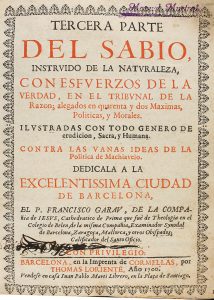 TERCERA PARTE
DEL SABIO,
INSTRVIDO DE LA NATVRALEZA,
CON ESFVERZOS DE LA
VERDAD, EN EL TRIBVNAL DE LA
Razon; alegados en quarenta y dos Maximas,
Politicas, y Morales.
ILVSTRADAS CON TODO GENERO DE
erudicion, Sacra, y Humana.
CONTRA LAS VANAS IDEAS DE LA
Politica de Machiavelo.
DEDICALA A LA
EXCELENTISSIMA CIUDAD
DE BARCELONA,
EL P. FRANCISCO GARAV, DE LA COMPA-
ñia de IESVS, Cathedratico de Prima que fuè de Theologia en el
Colegio de Belen de la misma Compañia, Examinador Synodal
de Barcelona, Zaragoça, Mallorca, y otros Obispados,
Calificador del Santo Oficio.
CON PRIVILEGIO.
BARCELONA, en la Imprenta de CORMELLAS, por
THOMAS LORIENTE, Año 1700.
Vendese en casa Juan Pablo Marti Librero, en la Plaça de Santiago.